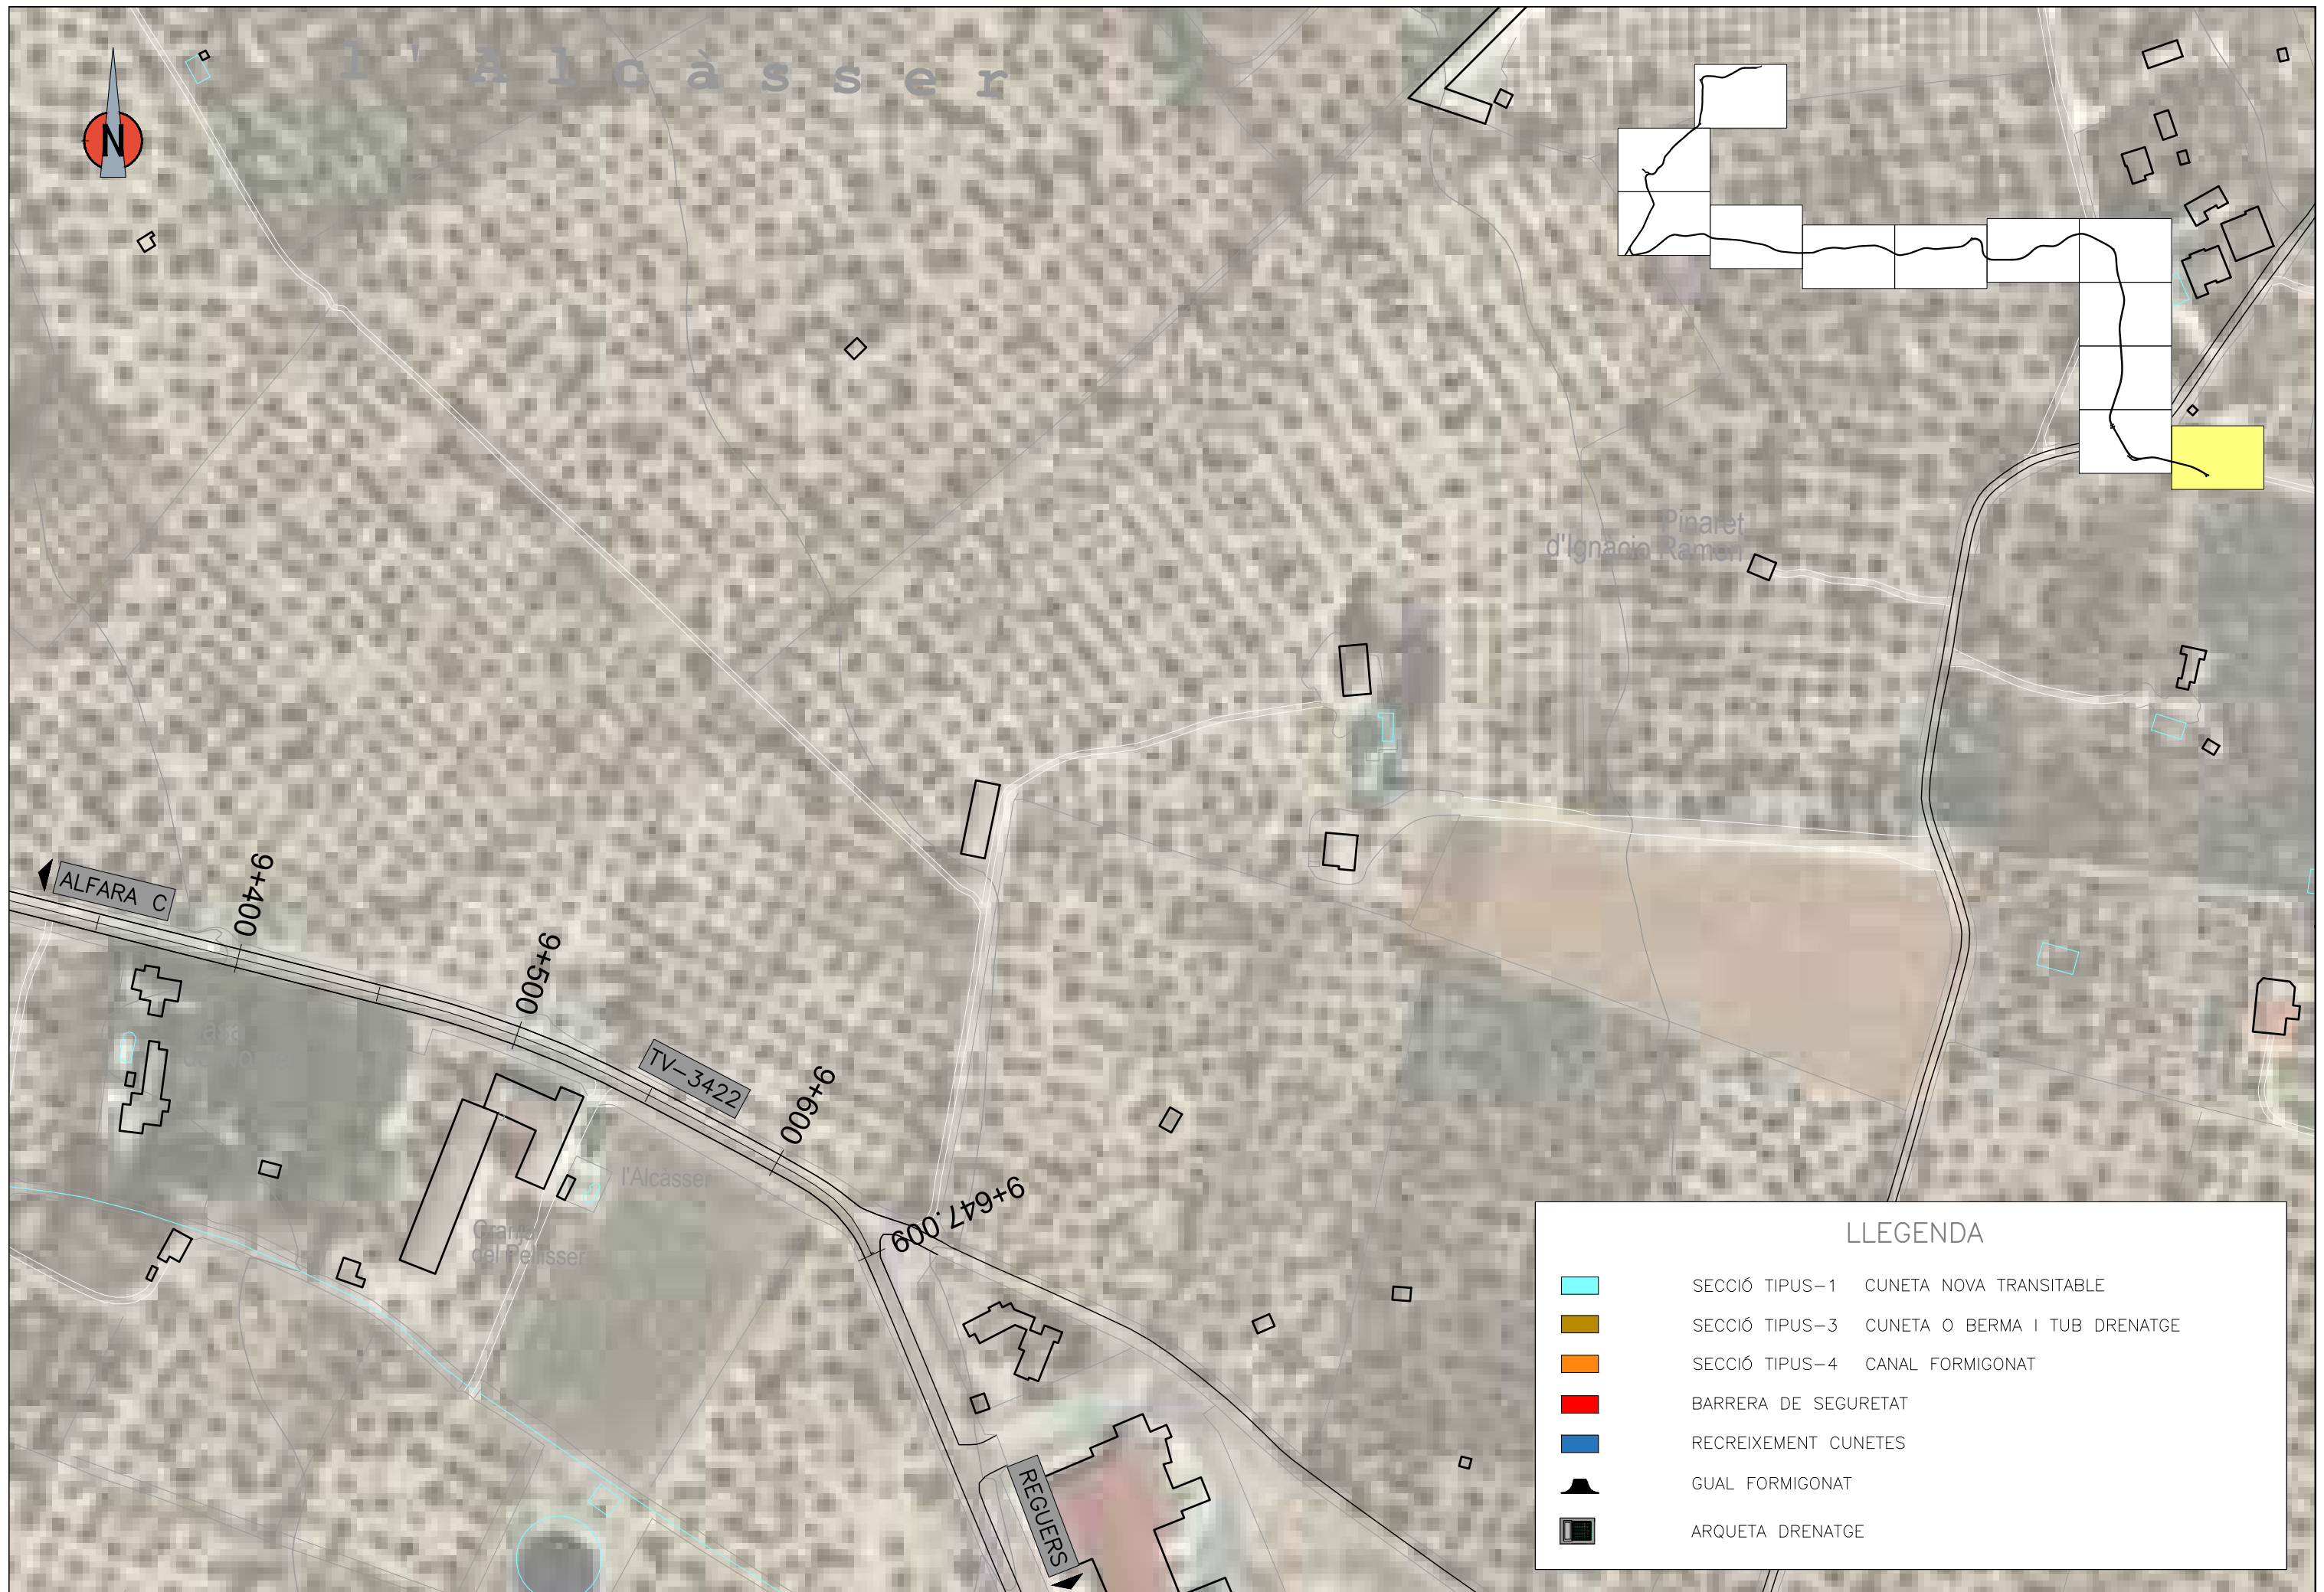 l'Alcàsser
N
Pinaret
d'Ignacio Ramon
ALFARA C
9+400
9+500
TV-3422
9+600
9+647.009
l'Alcàsser
Granja
del Pellisser
REGUERS
LLEGENDA
SECCIÓ TIPUS-1 CUNETA NOVA TRANSITABLE
SECCIÓ TIPUS-3 CUNETA O BERMA I TUB DRENATGE
SECCIÓ TIPUS-4 CANAL FORMIGONAT
BARRERA DE SEGURETAT
RECREIXEMENT CUNETES
GUAL FORMIGONAT
ARQUETA DRENATGE